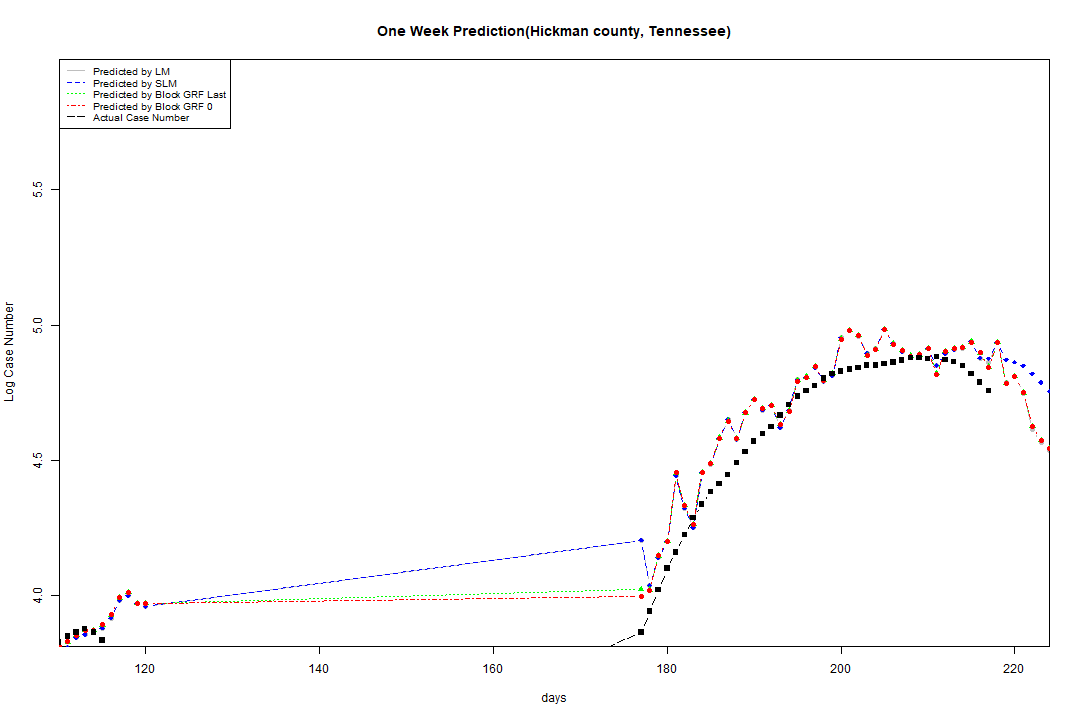 One Week Prediction(Hickman county, Tennessee)
Predicted by LM
Predicted by SLM
Predicted by Block GRF Last
Predicted by Block GRF 0
Actual Case Number
5.5
5.0
4.5
4.0
Log Case Number
120 140 160 180 200 220
days